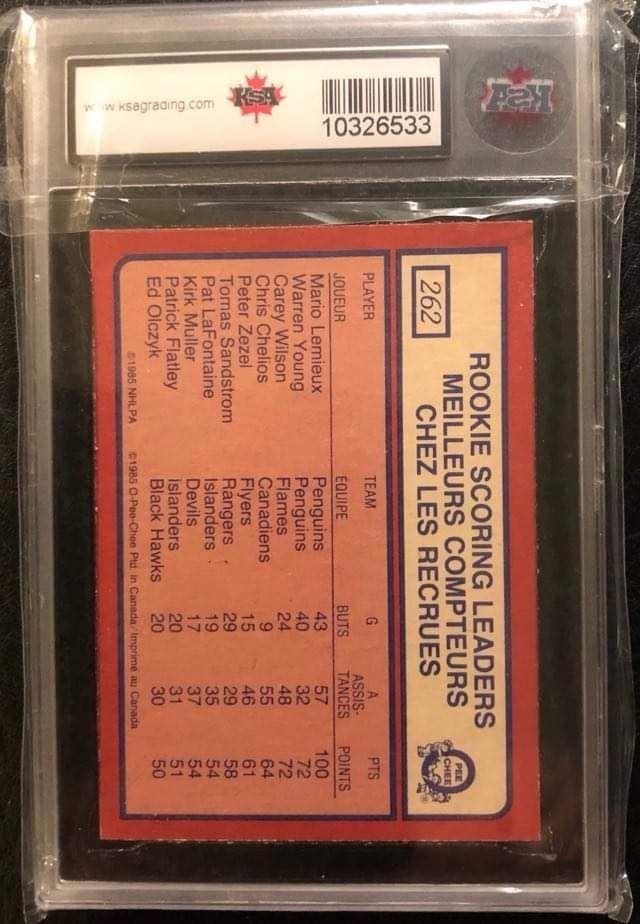 www.ksagrading.com
KSA
10326533
KSA
262
ROOKIE SCORING LEADERS
MEILLEURS COMPTEURS
CHEZ LES RECRUES
O
PEE
CHEE
PLAYER TEAM G A PTS
JOUEUR ÉQUIPE BUTS ASSIS-TANCES POINTS
Mario Lemieux Penguins 43 57 100
Warren Young Penguins 40 32 72
Carey Wilson Flames 24 48 72
Chris Chelios Canadiens 9 55 64
Peter Zezel Flyers 15 46 61
Tomas Sandstrom Rangers 29 29 58
Pat LaFontaine Islanders 19 35 54
Kirk Muller Devils 17 37 54
Patrick Flatley Islanders 20 31 51
Ed Olczyk Black Hawks 20 30 50
©1985 NHLPA ©1985 O-Pee-Chee Ptd. in Canada/Imprimé au Canada